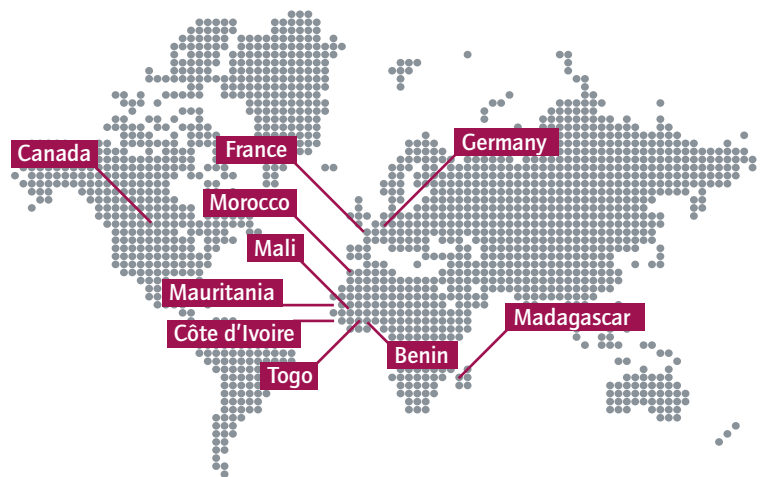 Germany
France
Canada
Morocco
Mali
Mauritania
Madagascar
Côte d'Ivoire
Benin
Togo